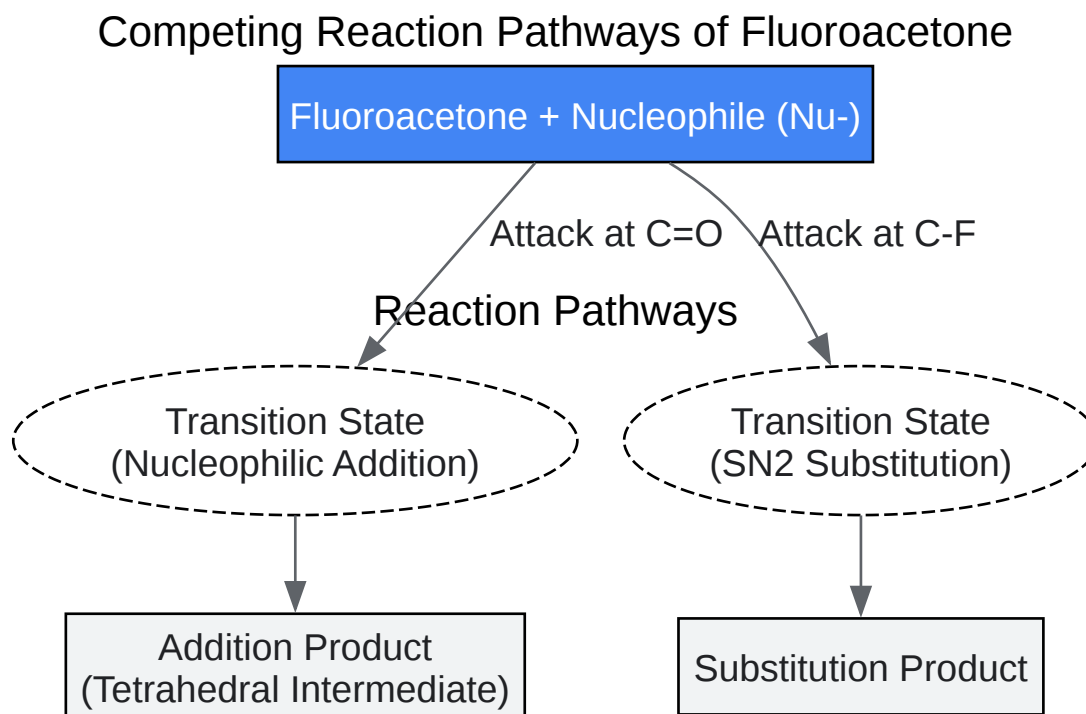 Competing Reaction Pathways of Fluoroacetone
Fluoroacetone + Nucleophile (Nu-)
Attack at C=O
Attack at C-F
Reaction Pathways
Transition State
(Nucleophilic Addition)
Transition State
(SN2 Substitution)
Addition Product
(Tetrahedral Intermediate)
Substitution Product